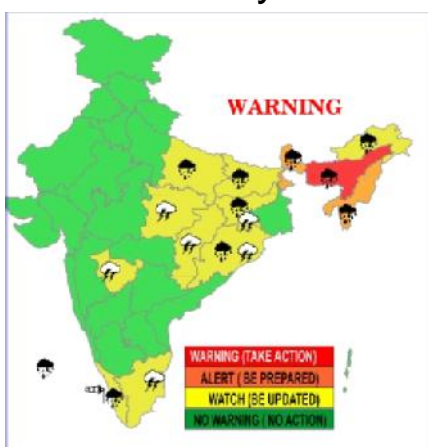 WARNING
WARNING (TAKE ACTION)
ALERT ( BE PREPARED)
WATCH (BE UPDATED)
NO WARNING ( NO ACTION)